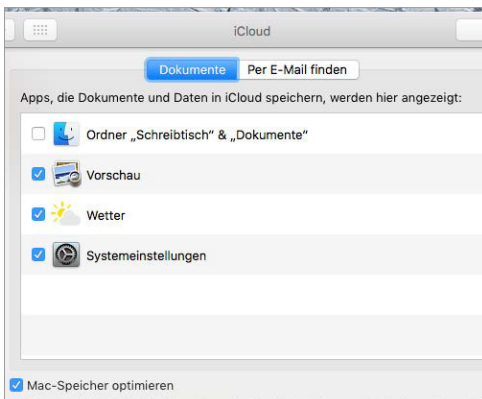 iCloud
Dokumente
Per E-Mail finden
Apps, die Dokumente und Daten in iCloud speichern, werden hier angezeigt:
Ordner „Schreibtisch“ & „Dokumente“
Vorschau
Wetter
Systemeinstellungen
Mac-Speicher optimieren